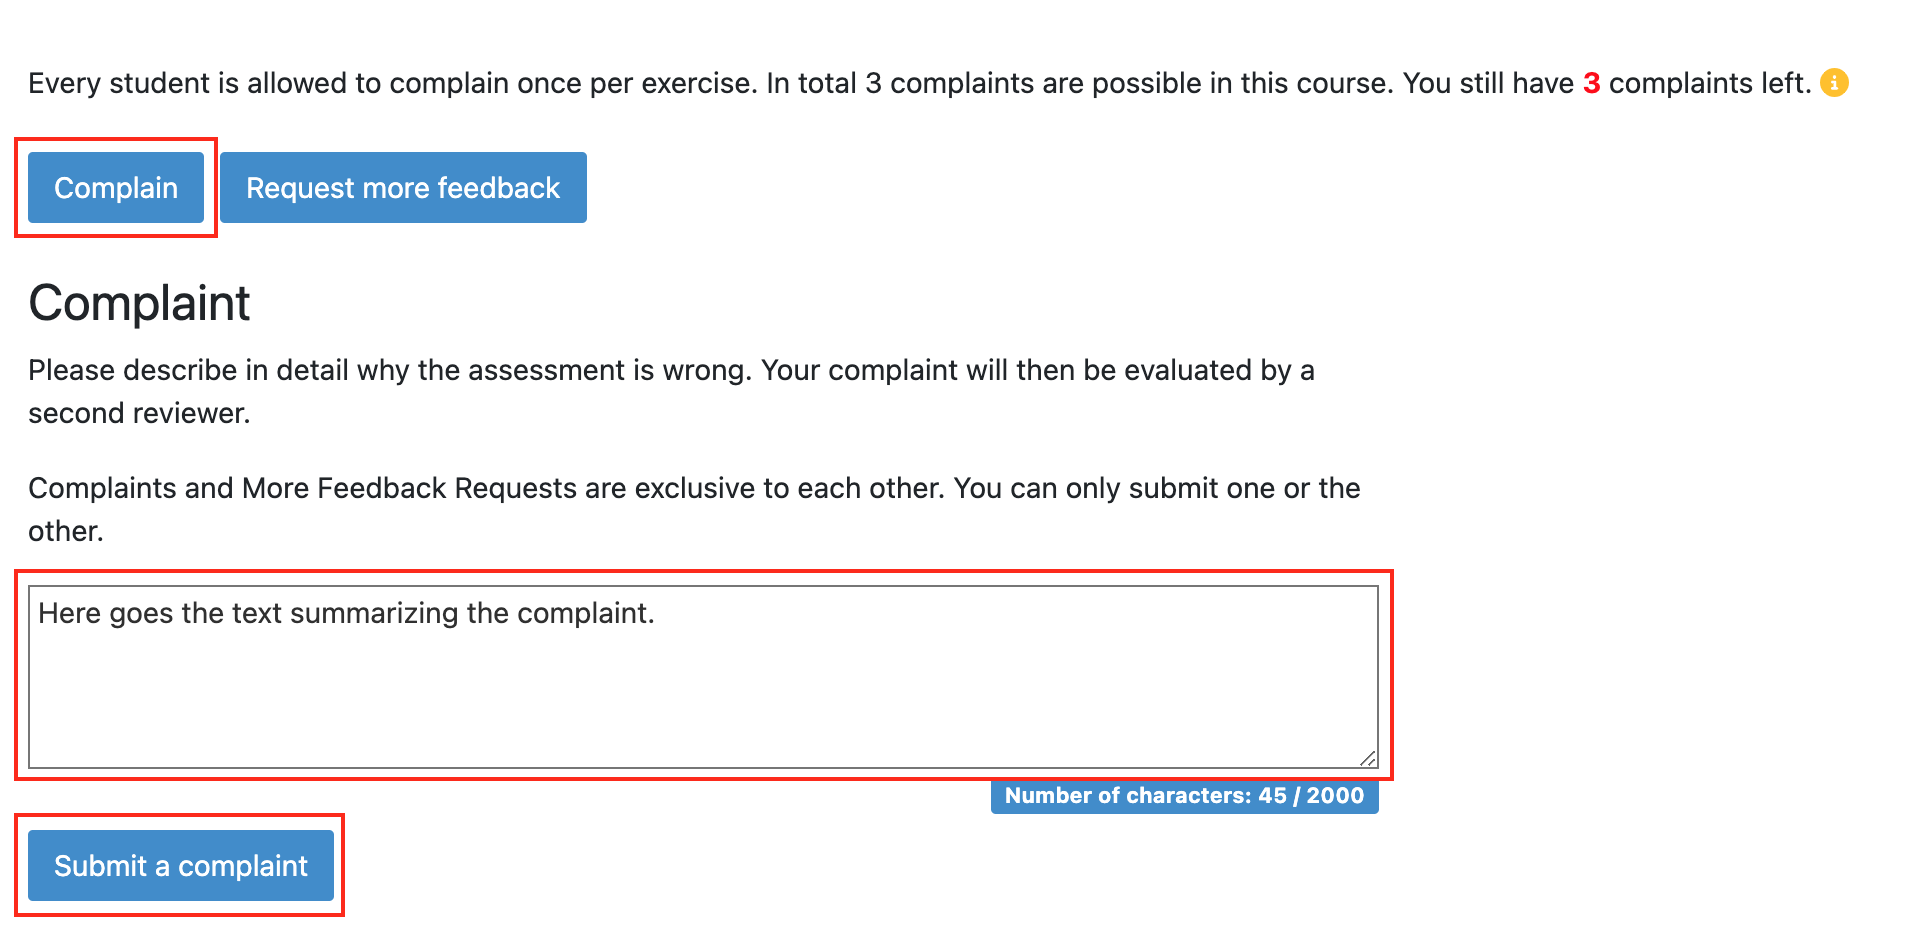 Every student is allowed to complain once per exercise. In total 3 complaints are possible in this course. You still have 3 complaints left.
Complain Request more feedback
Complaint
Please describe in detail why the assessment is wrong. Your complaint will then be evaluated by a
second reviewer.
Complaints and More Feedback Requests are exclusive to each other. You can only submit one or the
other.
Here goes the text summarizing the complaint.
Number of characters: 45 / 2000
Submit a complaint